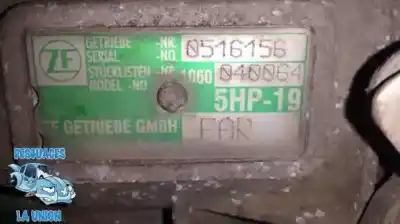 ZF
GETRIEBE -NR. 0516156
SERIAL -NO.
STUCKLISTEN -NR. 1060 040064
MODEL -NO.
5HP-19
ZF GETRIEBE GMBH FAR
DESGUACES
LA UNION